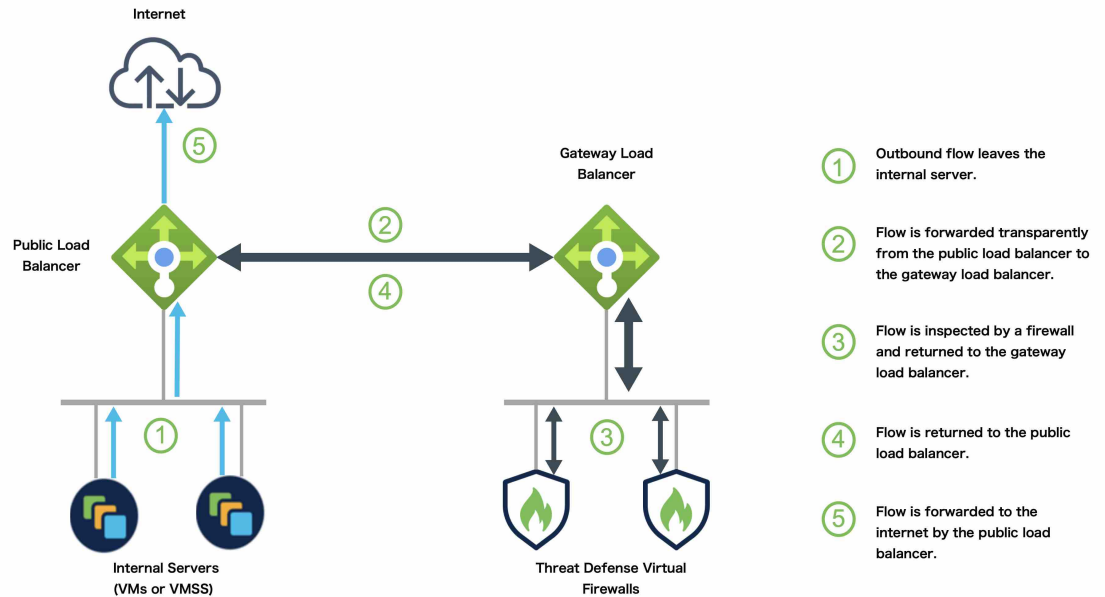 Internet
5
Gateway Load
Balancer
Public Load
Balancer
2
4
1
3
Internal Servers
(VMs or VMSS)
Threat Defense Virtual
Firewalls
1
Outbound flow leaves the
internal server.
2
Flow is forwarded transparently
from the public load balancer to
the gateway load balancer.
3
Flow is inspected by a firewall
and returned to the gateway
load balancer.
4
Flow is returned to the public
load balancer.
5
Flow is forwarded to the
internet by the public load
balancer.